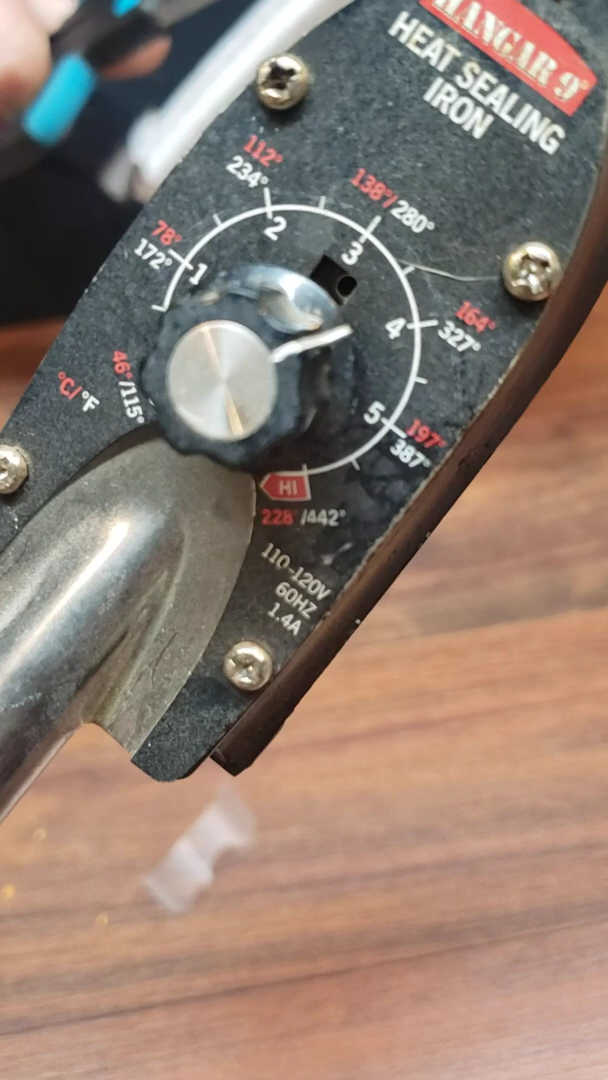 HANGAR 9®
HEAT SEALING
IRON
112°
234°
138°/280°
78°
172°
2
3
1
164°
327°
4
46°/115°
°C/°F
5
197°
387°
HI
228°/442°
110-120V
60HZ
1.4A